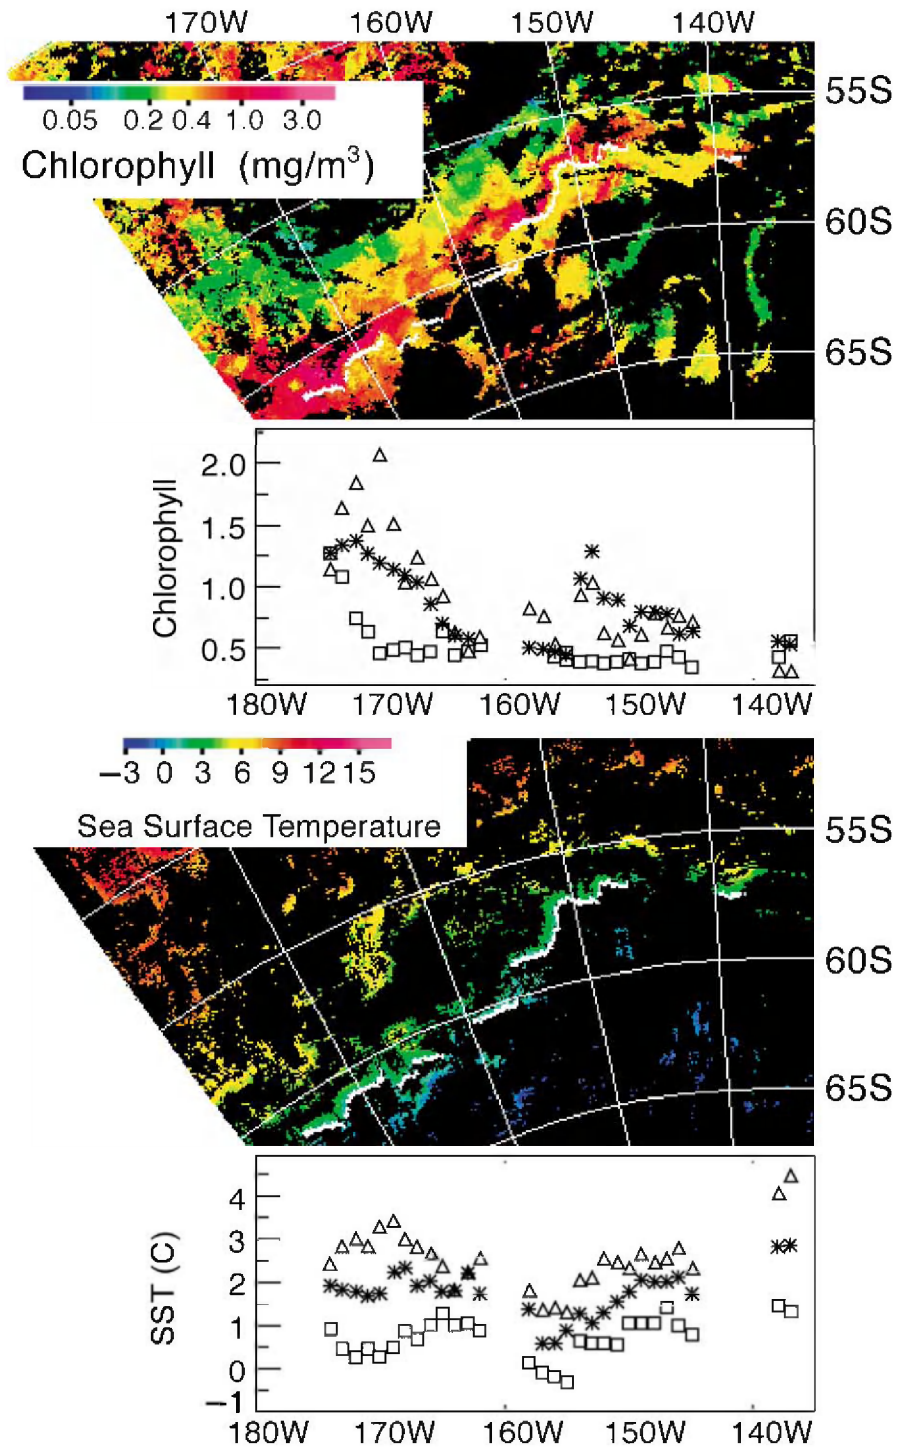 170W 160W 150W 140W
55S
0.05 0.2 0.4 1.0 3.0
Chlorophyll (mg/m³)
60S
65S
Chlorophyll
2.0
1.5
1.0
0.5
180W 170W 160W 150W 140W
−3 0 3 6 9 12 15
Sea Surface Temperature
55S
60S
65S
SST (C)
4
3
2
1
0
−1
180W 170W 160W 150W 140W